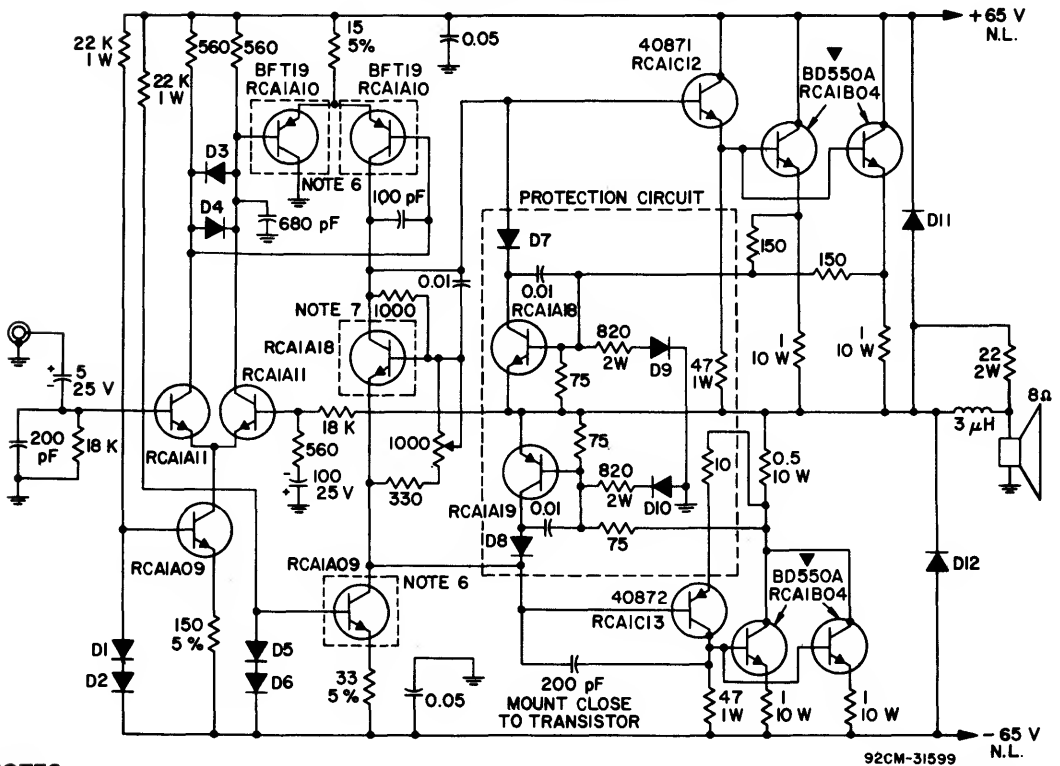 +65 V
N.L.
22 K
1 W
22 K
1 W
560
560
15
5%
0.05
BFT19
RCA1A10
BFT19
RCA1A10
40871
RCA1C12
BD550A
RCA1B04
D3
D4
NOTE 6
100 pF
680 pF
PROTECTION CIRCUIT
D7
D11
0.01
150
150
0.01
RCA1A18
1000
NOTE 7
RCA1A18
820
2W
D9
75
47
1W
1
10 W
1
10 W
22
2W
8Ω
5
25 V
RCA1A11
18 K
3 μH
200
pF
18 K
RCA1A11
560
100
25 V
1000
330
75
820
2W
D10
10
0.5
10 W
RCA1A19
0.01
75
D8
RCA1A09
RCA1A09
NOTE 6
40872
RCA1C13
BD550A
RCA1B04
D12
150
5 %
D1
D2
D5
D6
33
5 %
0.05
200 pF
MOUNT CLOSE
TO TRANSISTOR
47
1W
1
10 W
1
10 W
-65 V
N.L.
92CM-31599